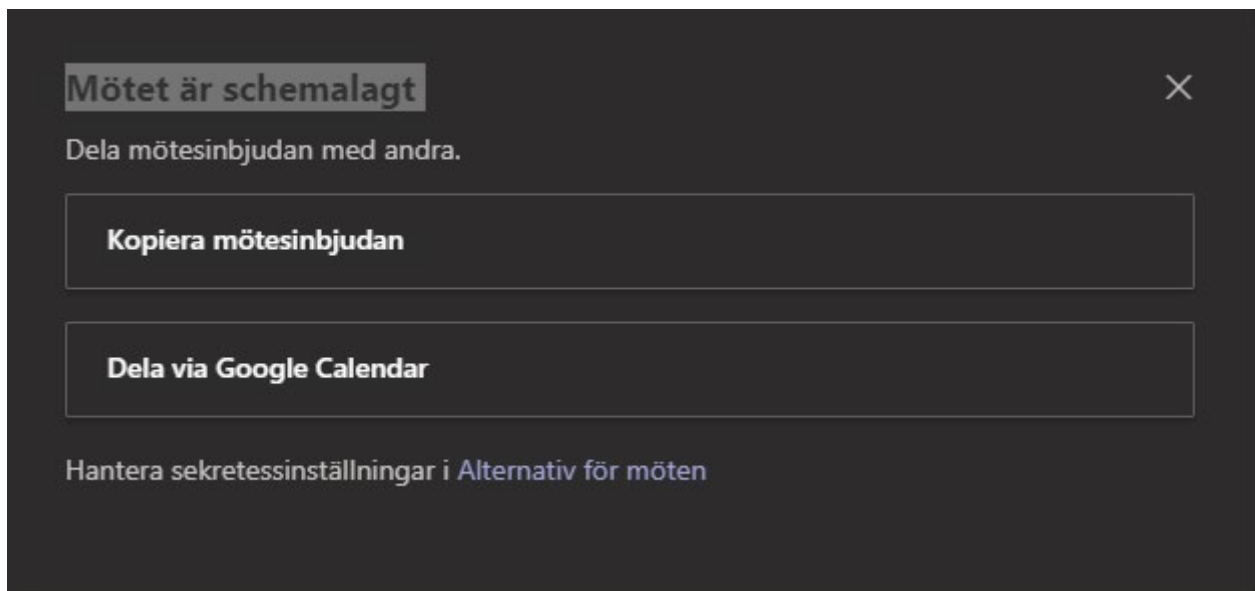 Mötet är schemalagt
Dela mötesinbjudan med andra.
Kopiera mötesinbjudan
Dela via Google Calendar
Hantera sekretessinställningar i Alternativ för möten